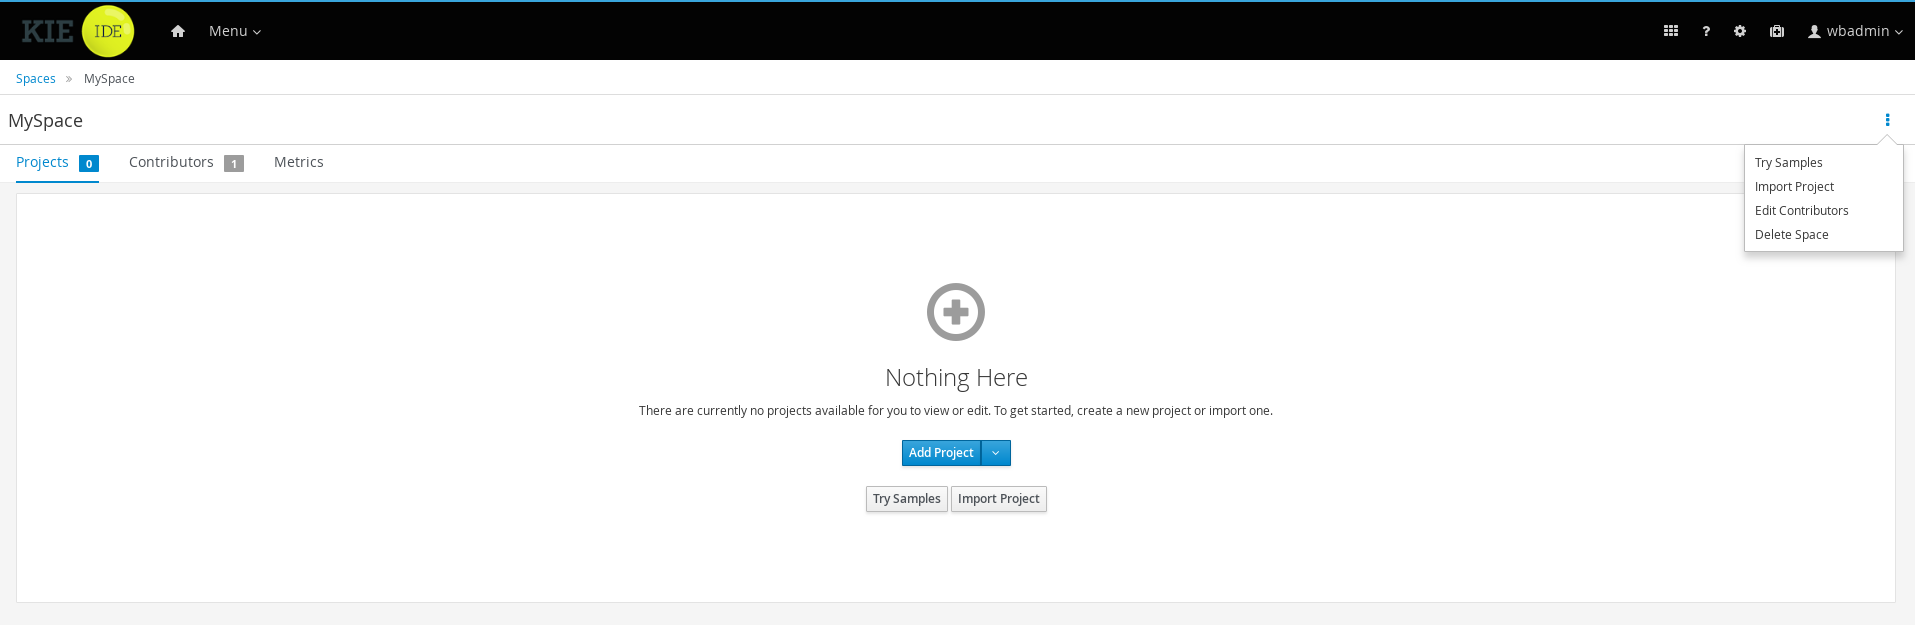 KIE IDE Menu ? wbadmin
Spaces » MySpace
MySpace
Projects 0 Contributors 1 Metrics
Try Samples
Import Project
Edit Contributors
Delete Space
Nothing Here
There are currently no projects available for you to view or edit. To get started, create a new project or import one.
Add Project
Try Samples Import Project